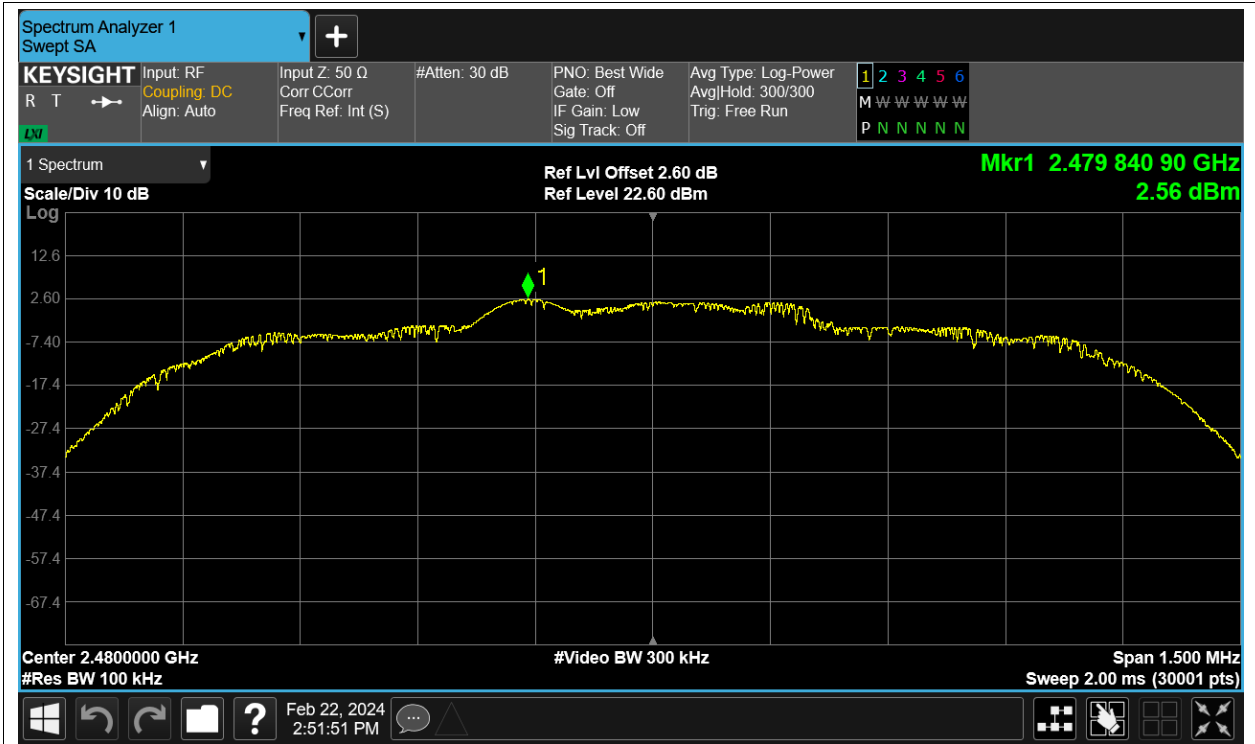 Spectrum Analyzer 1
Swept SA
KEYSIGHT
R T
LXI
Input: RF
Coupling: DC
Align: Auto
Input Z: 50 Ω
Corr CCorr
Freq Ref: Int (S)
#Atten: 30 dB
PNO: Best Wide
Gate: Off
IF Gain: Low
Sig Track: Off
Avg Type: Log-Power
Avg|Hold: 300/300
Trig: Free Run
1 2 3 4 5 6
M W W W W W
P N N N N N
1 Spectrum
Scale/Div 10 dB
Log
Ref Lvl Offset 2.60 dB
Ref Level 22.60 dBm
Mkr1 2.479 840 90 GHz
2.56 dBm
12.6
2.60
-7.40
-17.4
-27.4
-37.4
-47.4
-57.4
-67.4
1
Center 2.4800000 GHz
#Res BW 100 kHz
#Video BW 300 kHz
Span 1.500 MHz
Sweep 2.00 ms (30001 pts)
?
Feb 22, 2024
2:51:51 PM